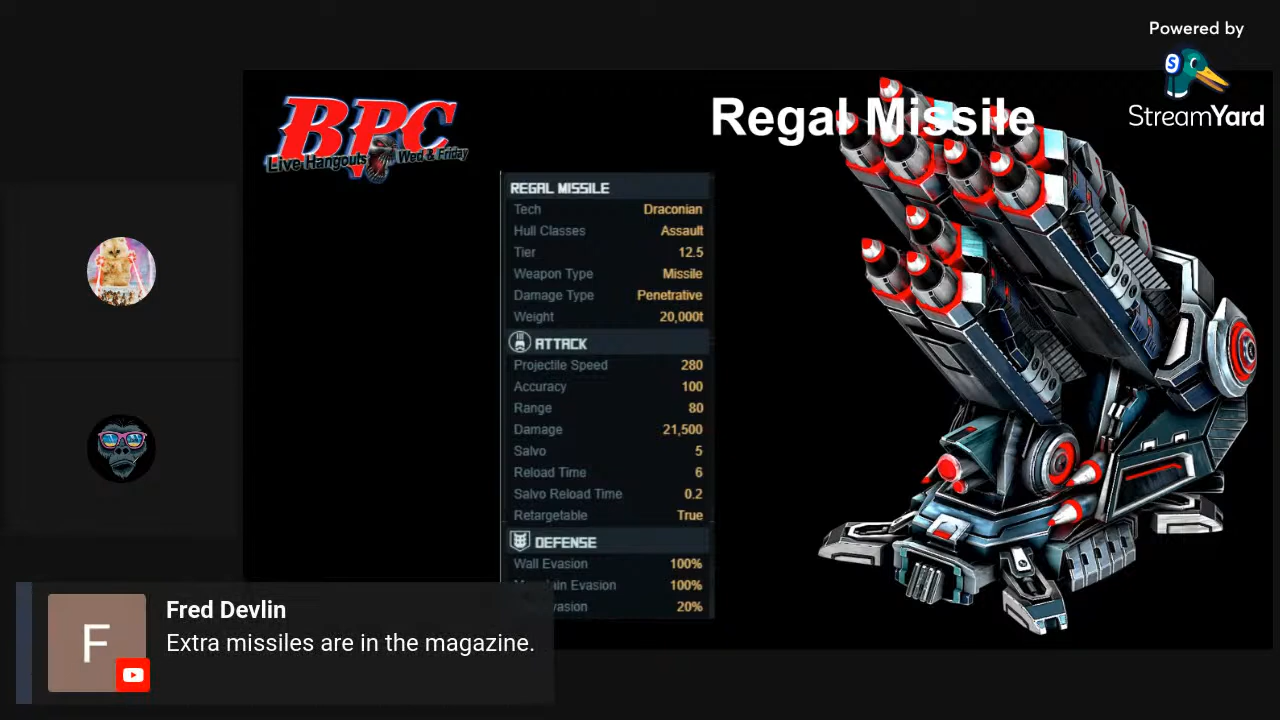 Powered by
StreamYard
S
BPC
Live Hangouts Wed & Friday
Regal Missile
REGAL MISSILE
Tech Draconian
Hull Classes Assault
Tier 12.5
Weapon Type Missile
Damage Type Penetrative
Weight 20,000t
ATTACK
Projectile Speed 280
Accuracy 100
Range 80
Damage 21,500
Salvo 5
Reload Time 6
Salvo Reload Time 0.2
Retargetable True
DEFENSE
Wall Evasion 100%
Evasion 100%
20%
F
Fred Devlin
Extra missiles are in the magazine.